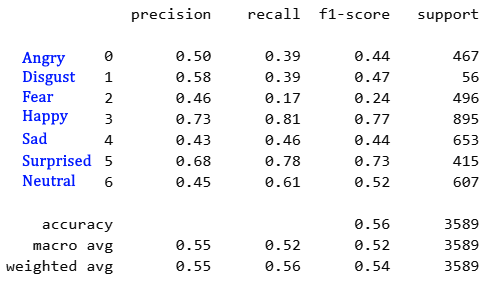 precision recall f1-score support
Angry 0 0.50 0.39 0.44 467
Disgust 1 0.58 0.39 0.47 56
Fear 2 0.46 0.17 0.24 496
Happy 3 0.73 0.81 0.77 895
Sad 4 0.43 0.46 0.44 653
Surprised 5 0.68 0.78 0.73 415
Neutral 6 0.45 0.61 0.52 607
accuracy 0.56 3589
macro avg 0.55 0.52 0.52 3589
weighted avg 0.55 0.56 0.54 3589